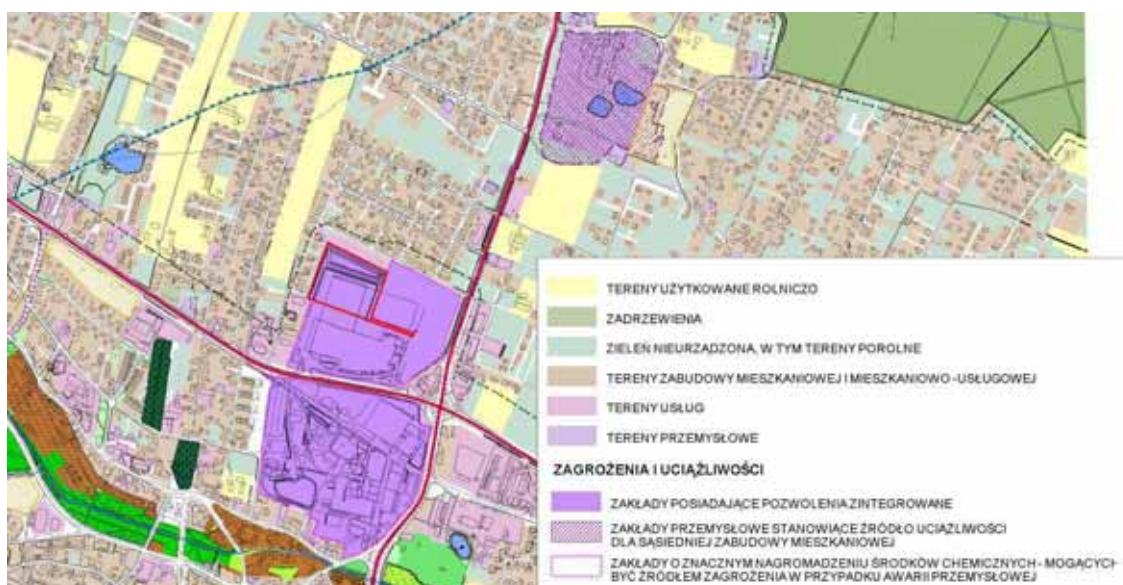 TERENY UŻYTKOWANE ROLNICZO
ZADRZEWIENIA
ZIELEŃ NIEURZĄDZONA, W TYM TERENY POROLNE
TERENY ZABUDOWY MIESZKANIOWEJ I MIESZKANIOWO - USŁUGOWEJ
TERENY USŁUG
TERENY PRZEMYSŁOWE
ZAGROŻENIA I UCIĄŻLIWOŚCI
ZAKŁADY POSIADAJĄCE POZWOLENIA ZINTEGROWANE
ZAKŁADY PRZEMYSŁOWE STANOWIĄCE ŹRÓDŁO UCIĄŻLIWOŚCI
DLA SĄSIEDNIEJ ZABUDOWY MIESZKANIOWEJ
ZAKŁADY O ZNACZNYM NAGROMADZENIU ŚRODKÓW CHEMICZNYCH - MOGĄCYCH
BYĆ ŹRÓDŁEM ZAGROŻENIA W PRZYPADKU AWARII PRZEMYSŁOWEJ